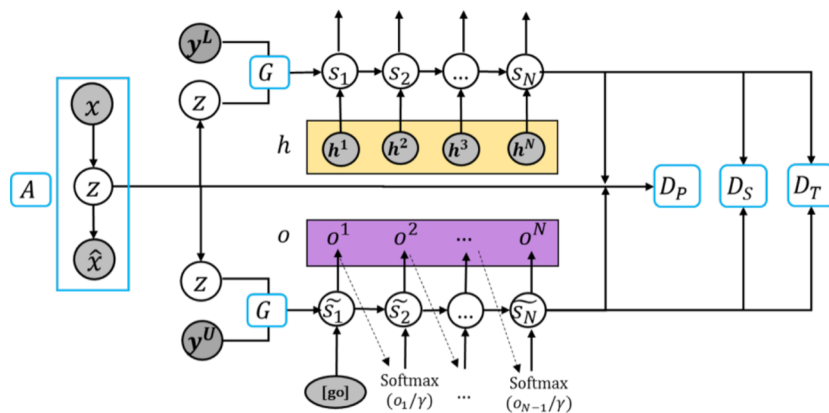 y^L
G
s_1 s_2 ... s_N
x
z
h
h^1 h^2 h^3 h^N
A
z
D_P D_S D_T
x̂
o
o^1 o^2 ... o^N
z
G
s̃_1 s̃_2 ... s̃_N
y^U
[go]
Softmax ... Softmax
(o_1/γ) (o_{N-1}/γ)